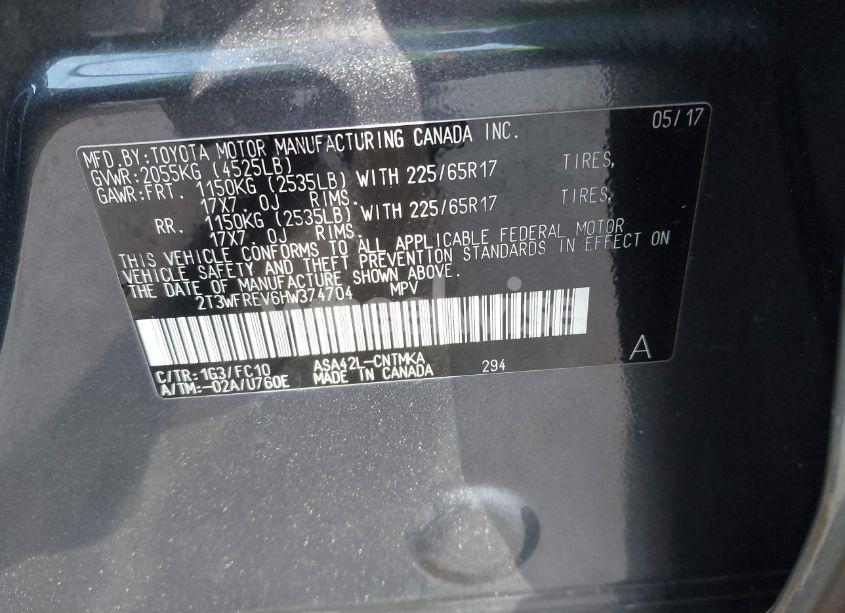 05/17
MFD.BY:TOYOTA MOTOR MANUFACTURING CANADA INC.
GVWR:2055KG (4525LB)
GAWR:FRT. 1150KG (2535LB) WITH 225/65R17 TIRES,
17X7.0J RIMS.
RR. 1150KG (2535LB) WITH 225/65R17 TIRES,
17X7.0J RIMS.
THIS VEHICLE CONFORMS TO ALL APPLICABLE FEDERAL MOTOR
VEHICLE SAFETY AND THEFT PREVENTION STANDARDS IN EFFECT ON
THE DATE OF MANUFACTURE SHOWN ABOVE.
2T3WFREV6HW374704 MPV
A
C/TR:1G3/FC10 ASA42L-CNTMKA
A/TM:-02A/U760E MADE IN CANADA 294